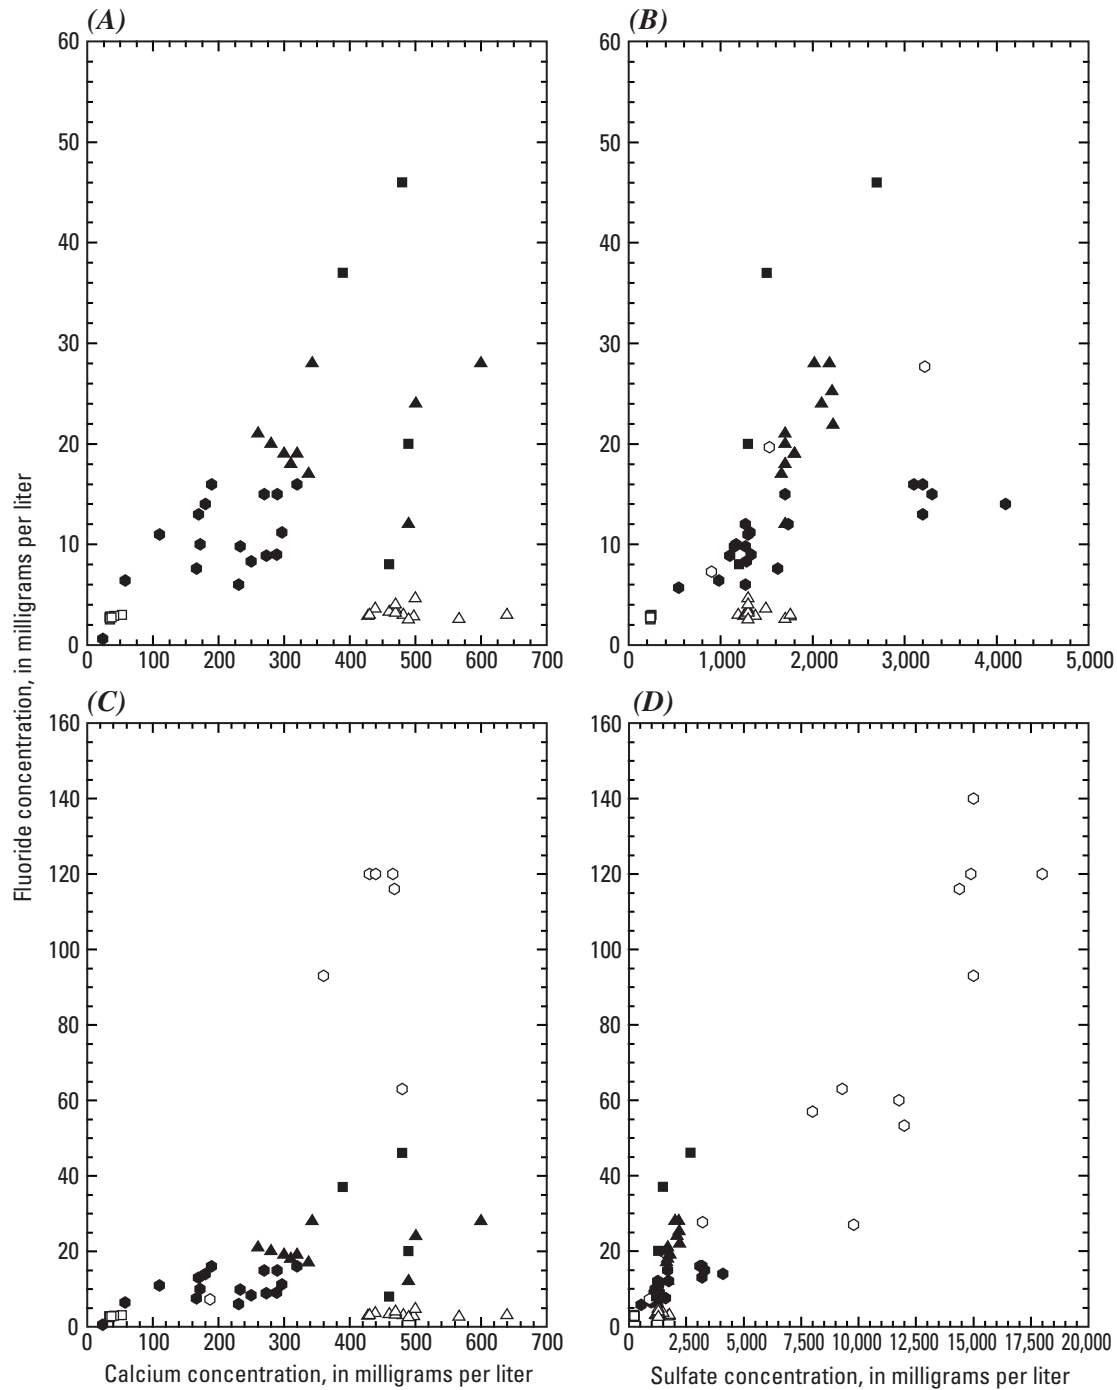 (A)
(B)
60
50
40
30
20
10
0
0 100 200 300 400 500 600 700
60
50
40
30
20
10
0
0 1,000 2,000 3,000 4,000 5,000
Fluoride concentration, in milligrams per liter
(C)
(D)
160
140
120
100
80
60
40
20
0
0 100 200 300 400 500 600 700
Calcium concentration, in milligrams per liter
160
140
120
100
80
60
40
20
0
0 2,500 5,000 7,500 10,000 12,500 15,000 17,500 20,000
Sulfate concentration, in milligrams per liter